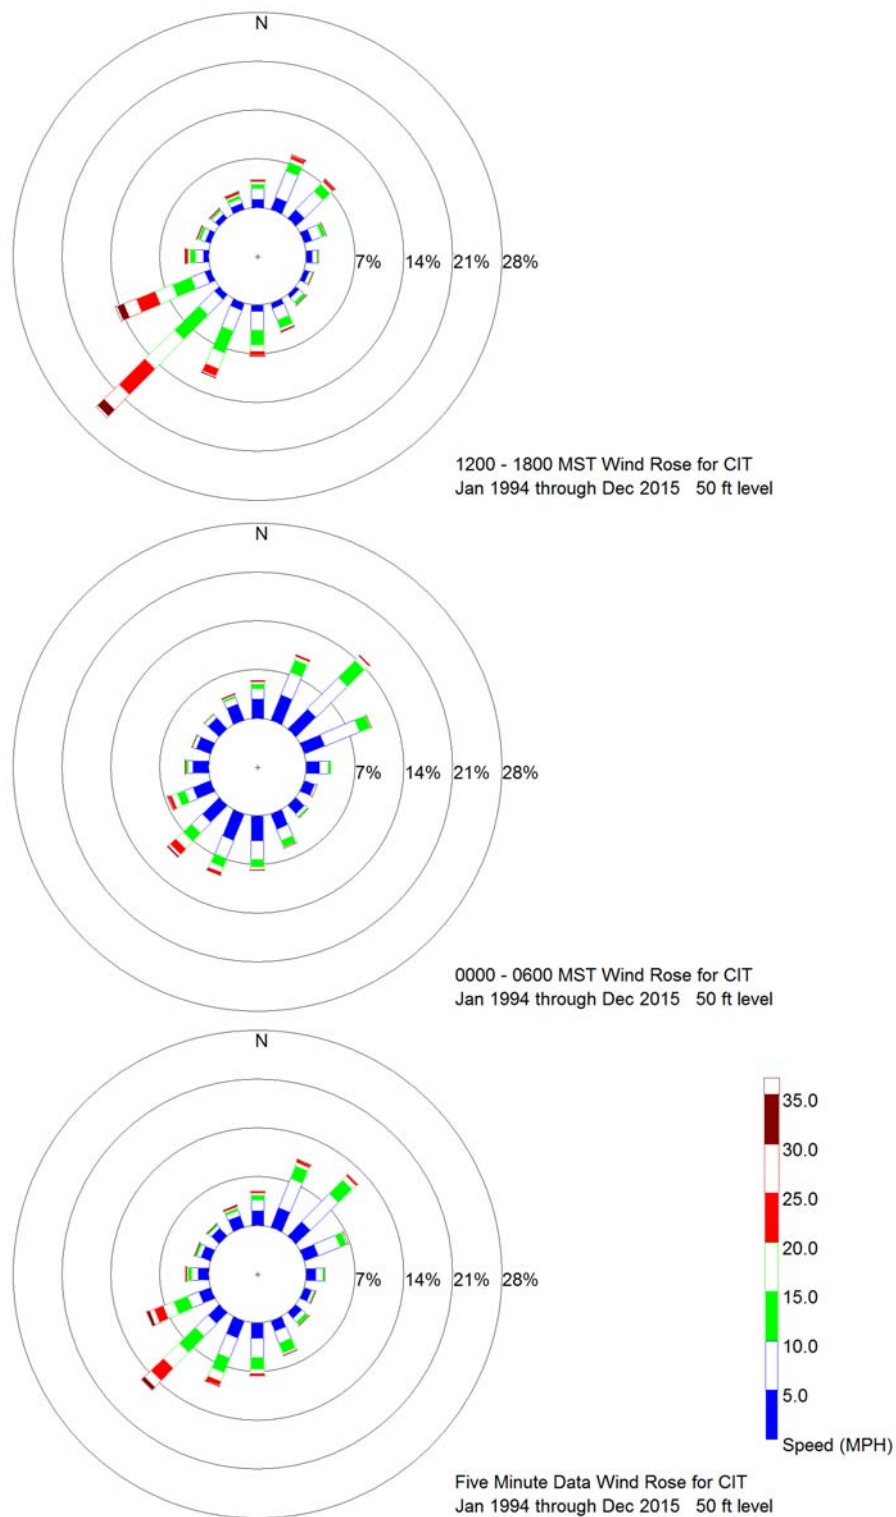 N
7% 14% 21% 28%
1200 - 1800 MST Wind Rose for CIT
Jan 1994 through Dec 2015 50 ft level
N
7% 14% 21% 28%
0000 - 0600 MST Wind Rose for CIT
Jan 1994 through Dec 2015 50 ft level
N
7% 14% 21% 28%
35.0
30.0
25.0
20.0
15.0
10.0
5.0
Speed (MPH)
Five Minute Data Wind Rose for CIT
Jan 1994 through Dec 2015 50 ft level